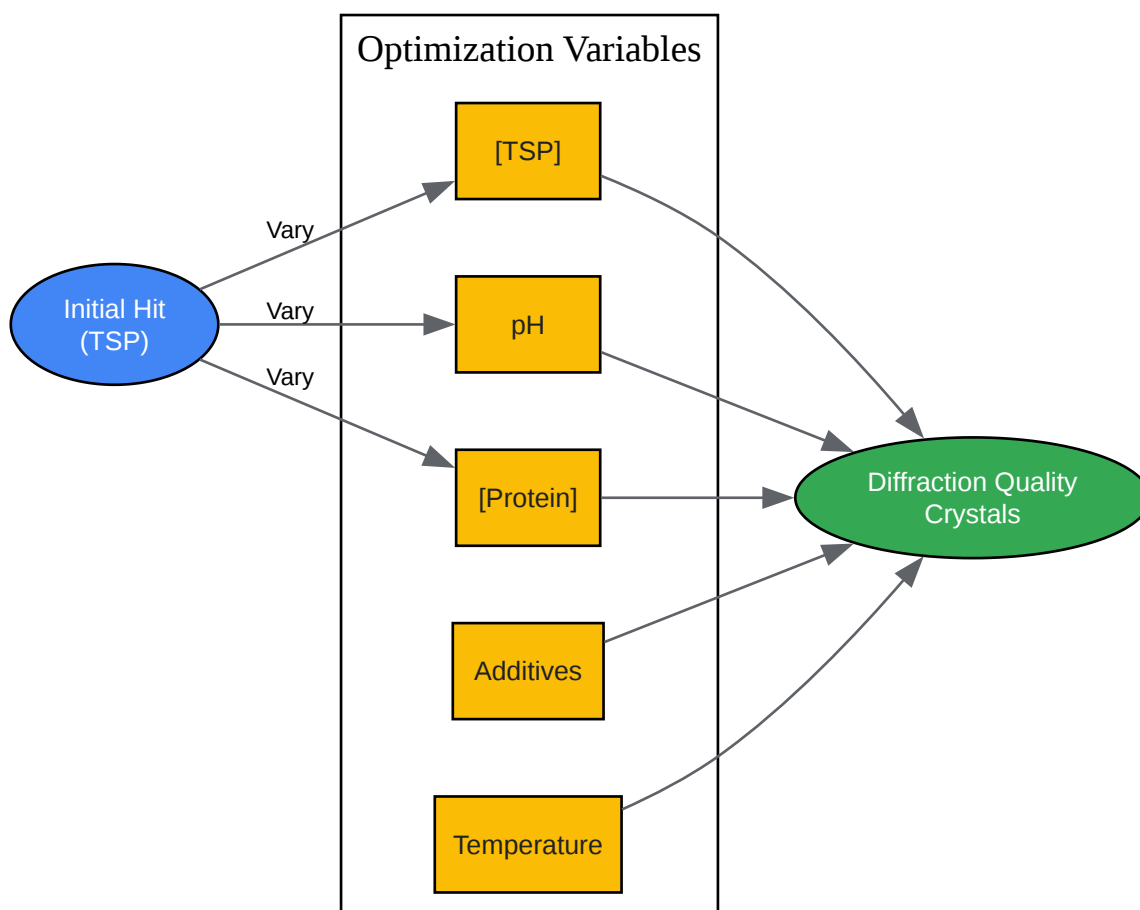 Optimization Variables
[TSP]
Vary
Initial Hit
(TSP)
Vary
pH
Vary
[Protein]
Diffraction Quality
Crystals
Additives
Temperature